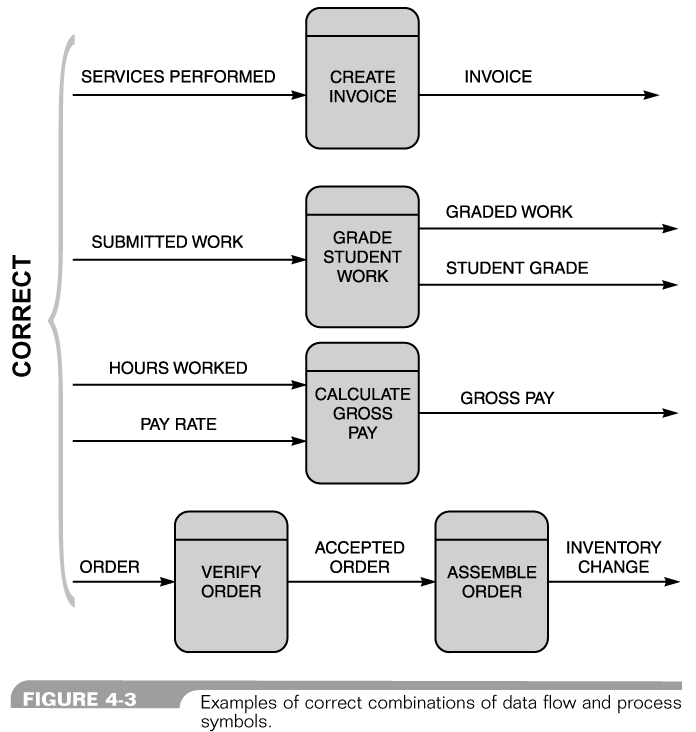 CORRECT
SERVICES PERFORMED
CREATE
INVOICE
INVOICE
SUBMITTED WORK
GRADE
STUDENT
WORK
GRADED WORK
STUDENT GRADE
HOURS WORKED
PAY RATE
CALCULATE
GROSS
PAY
GROSS PAY
ORDER
VERIFY
ORDER
ACCEPTED
ORDER
ASSEMBLE
ORDER
INVENTORY
CHANGE
FIGURE 4-3
Examples of correct combinations of data flow and process
symbols.